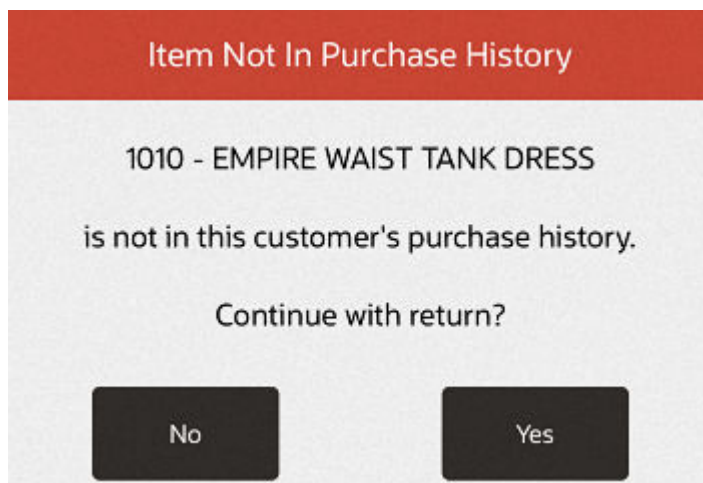 Item Not In Purchase History
1010 - EMPIRE WAIST TANK DRESS
is not in this customer's purchase history.
Continue with return?
No
Yes